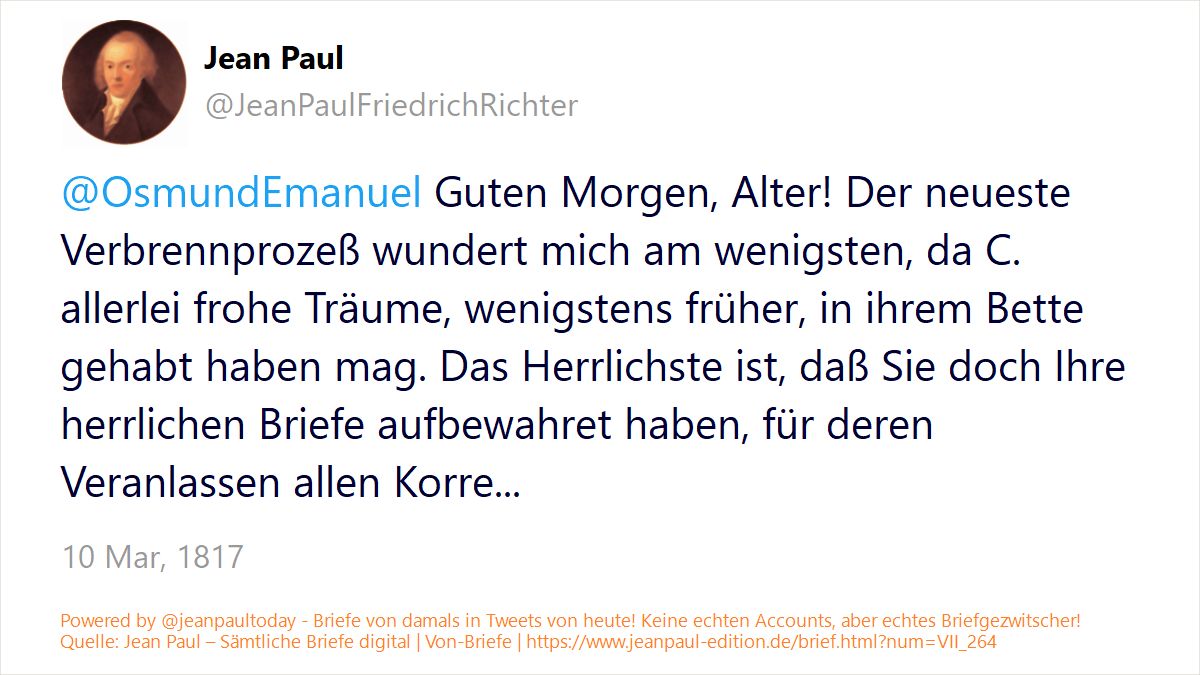 Jean Paul
@JeanPaulFriedrichRichter
@OsmundEmanuel Guten Morgen, Alter! Der neueste
Verbrennprozeß wundert mich am wenigsten, da C.
allerlei frohe Träume, wenigstens früher, in ihrem Bette
gehabt haben mag. Das Herrlichste ist, daß Sie doch Ihre
herrlichen Briefe aufbewahret haben, für deren
Veranlassen allen Korre...
10 Mar, 1817
Powered by @jeanpaultoday - Briefe von damals in Tweets von heute! Keine echten Accounts, aber echtes Briefgezwitscher!
Quelle: Jean Paul – Sämtliche Briefe digital | Von-Briefe | https://www.jeanpaul-edition.de/brief.html?num=VII_264